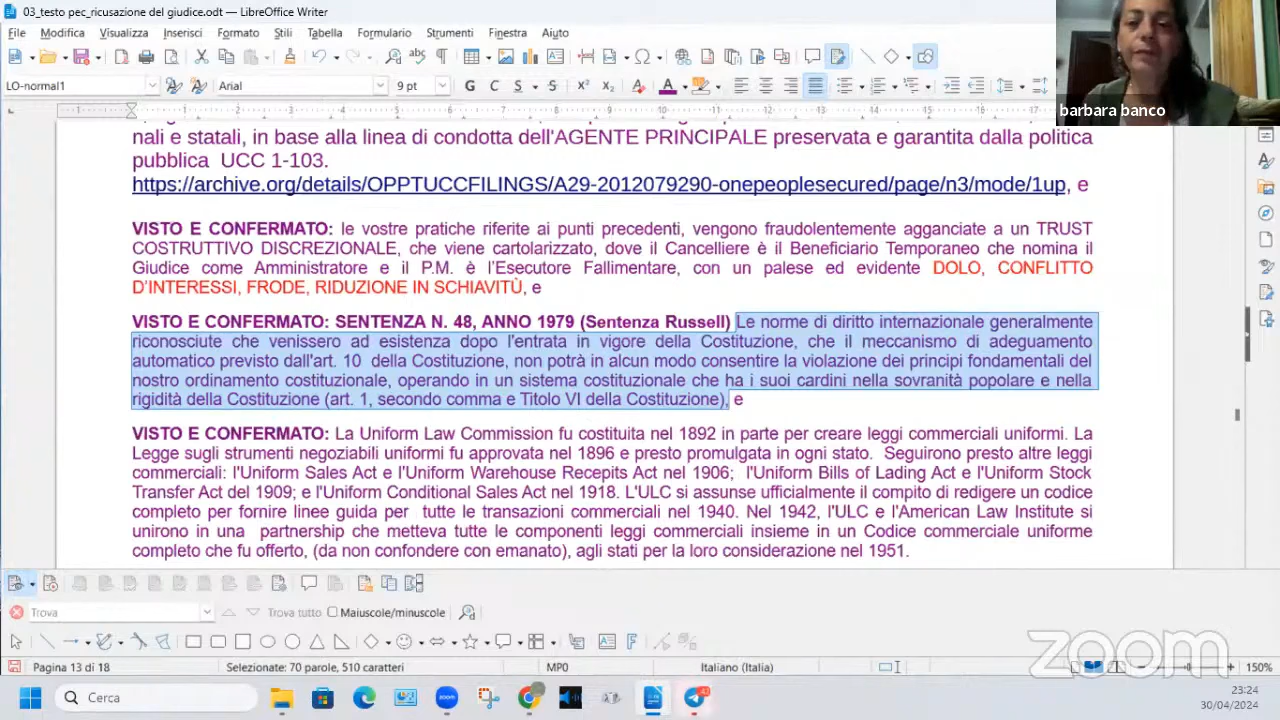 03_testo pec_ricusazione del giudice.odt — LibreOffice Writer
File Modifica Visualizza Inserisci Formato Stili Tabella Formulario Strumenti Finestra Aiuto
LO-normal1 Arial 9 pt
barbara banco
nali e statali, in base alla linea di condotta dell'AGENTE PRINCIPALE preservata e garantita dalla politica
pubblica UCC 1-103.
https://archive.org/details/OPPTUCCFILINGS/A29-2012079290-onepeoplesecured/page/n3/mode/1up, e
VISTO E CONFERMATO: le vostre pratiche riferite ai punti precedenti, vengono fraudolentemente agganciate a un TRUST
COSTRUTTIVO DISCREZIONALE, che viene cartolarizzato, dove il Cancelliere è il Beneficiario Temporaneo che nomina il
Giudice come Amministratore e il P.M. è l'Esecutore Fallimentare, con un palese ed evidente DOLO, CONFLITTO
D'INTERESSI, FRODE, RIDUZIONE IN SCHIAVITÙ, e
VISTO E CONFERMATO: SENTENZA N. 48, ANNO 1979 (Sentenza Russell) Le norme di diritto internazionale generalmente
riconosciute che venissero ad esistenza dopo l'entrata in vigore della Costituzione, che il meccanismo di adeguamento
automatico previsto dall'art. 10 della Costituzione, non potrà in alcun modo consentire la violazione dei principi fondamentali del
nostro ordinamento costituzionale, operando in un sistema costituzionale che ha i suoi cardini nella sovranità popolare e nella
rigidità della Costituzione (art. 1, secondo comma e Titolo VI della Costituzione), e
VISTO E CONFERMATO: La Uniform Law Commission fu costituita nel 1892 in parte per creare leggi commerciali uniformi. La
Legge sugli strumenti negoziabili uniformi fu approvata nel 1896 e presto promulgata in ogni stato. Seguirono presto altre leggi
commerciali: l'Uniform Sales Act e l'Uniform Warehouse Recepits Act nel 1906; l'Uniform Bills of Lading Act e l'Uniform Stock
Transfer Act del 1909; e l'Uniform Conditional Sales Act nel 1918. L'ULC si assunse ufficialmente il compito di redigere un codice
completo per fornire linee guida per tutte le transazioni commerciali nel 1940. Nel 1942, l'ULC e l'American Law Institute si
unirono in una partnership che metteva tutte le componenti leggi commerciali insieme in un Codice commerciale uniforme
completo che fu offerto, (da non confondere con emanato), agli stati per la loro considerazione nel 1951.
Trova Trova tutto Maiuscole/minuscole
zoom
Pagina 13 di 18 Selezionate: 70 parole, 510 caratteri MP0 Italiano (Italia) 150%
Cerca
23:24
30/04/2024